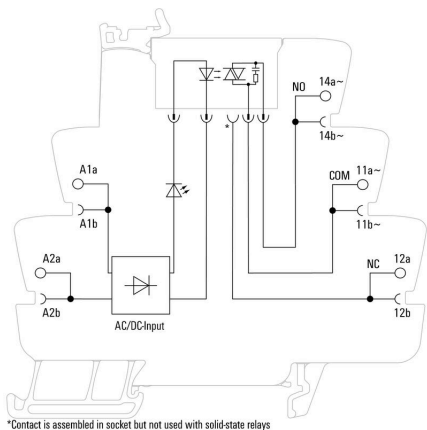 NO
14a~
14b~
*
A1a
A1b
COM
11a~
11b~
A2a
A2b
NC
12a
12b
AC/DC-Input
*Contact is assembled in socket but not used with solid-state relays